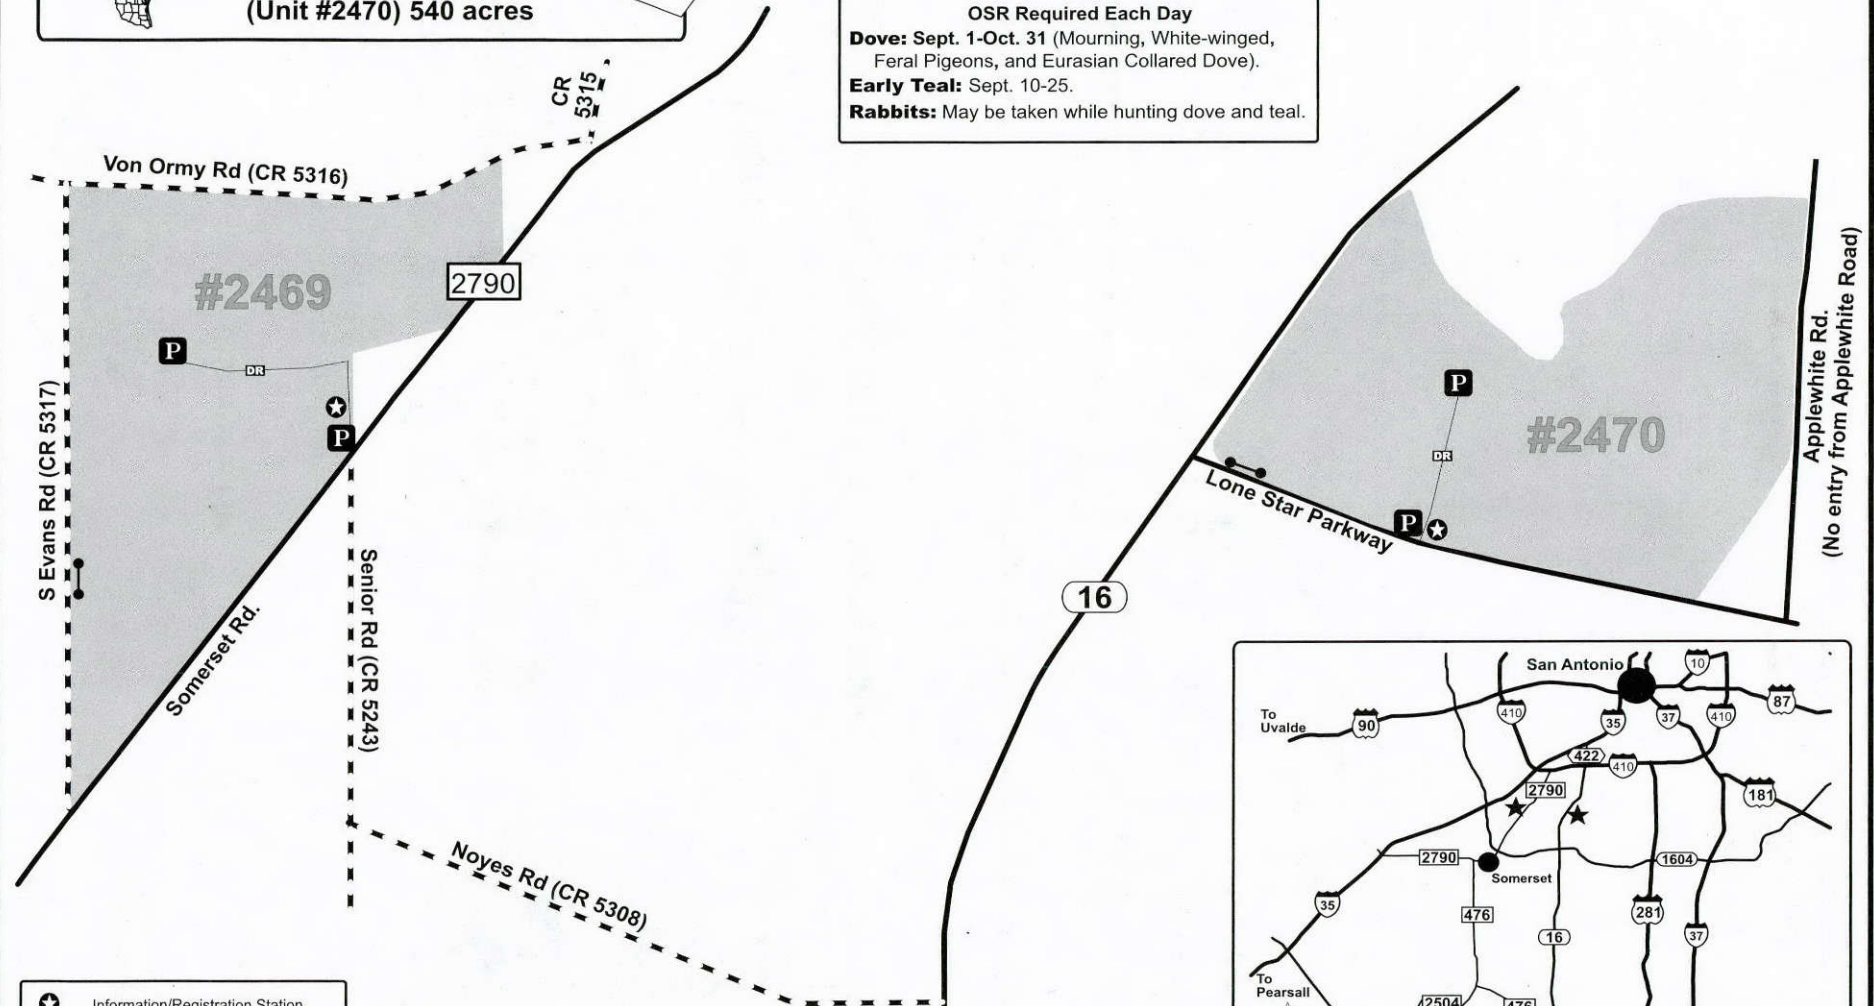 (Unit #2470) 540 acres
OSR Required Each Day
Dove: Sept. 1-Oct. 31 (Mourning, White-winged,
Feral Pigeons, and Eurasian Collared Dove).
Early Teal: Sept. 10-25.
Rabbits: May be taken while hunting dove and teal.
CR
5315
Von Ormy Rd (CR 5316)
#2469
2790
P
DR
P
S Evans Rd (CR 5317)
Somerset Rd.
Senior Rd (CR 5243)
Noyes Rd (CR 5308)
16
P
#2470
DR
P
Lone Star Parkway
Applewhite Rd.
(No entry from Applewhite Road)
San Antonio
10
87
To
Uvalde
90
410
35
37
410
422
410
2790
181
2790
Somerset
1604
35
476
16
281
37
To
Pearsall
2504
476
Information/Registration Station